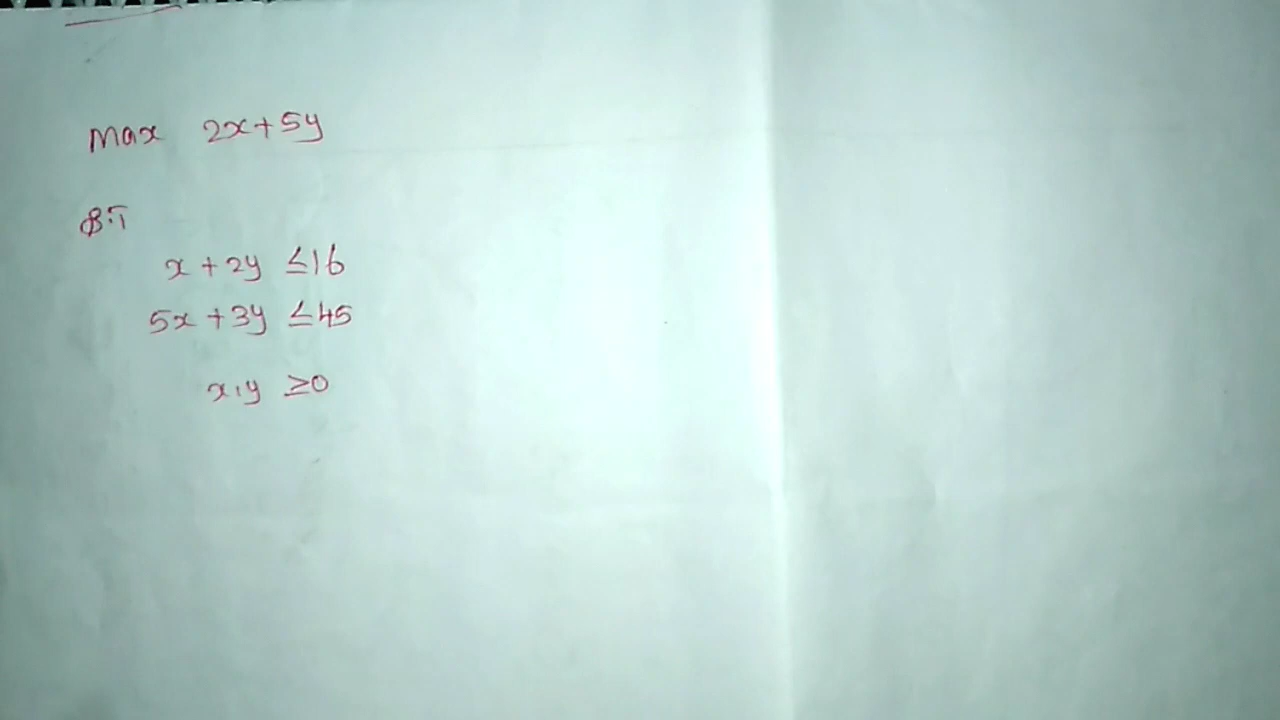 Max 2x+5y
S.T
x + 2y ≤16
5x +3y ≤45
x,y ≥0